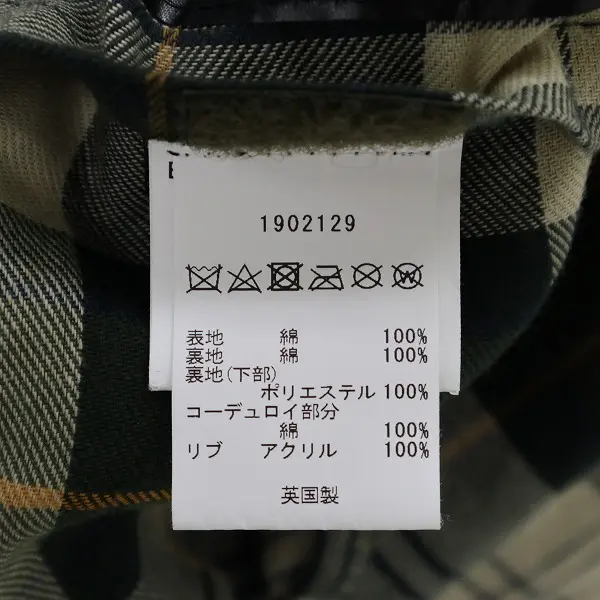 1902129
表地 綿 100%
裏地 綿 100%
裏地(下部)
ポリエステル 100%
コーデュロイ部分
綿 100%
リブ アクリル 100%
英国製